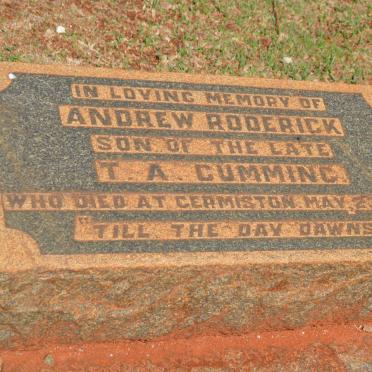 IN LOVING MEMORY OF
ANDREW RODERICK
SON OF THE LATE
T. A. CUMMING.
WHO DIED AT GERMISTON MAY
"TILL THE DAY DAWNS